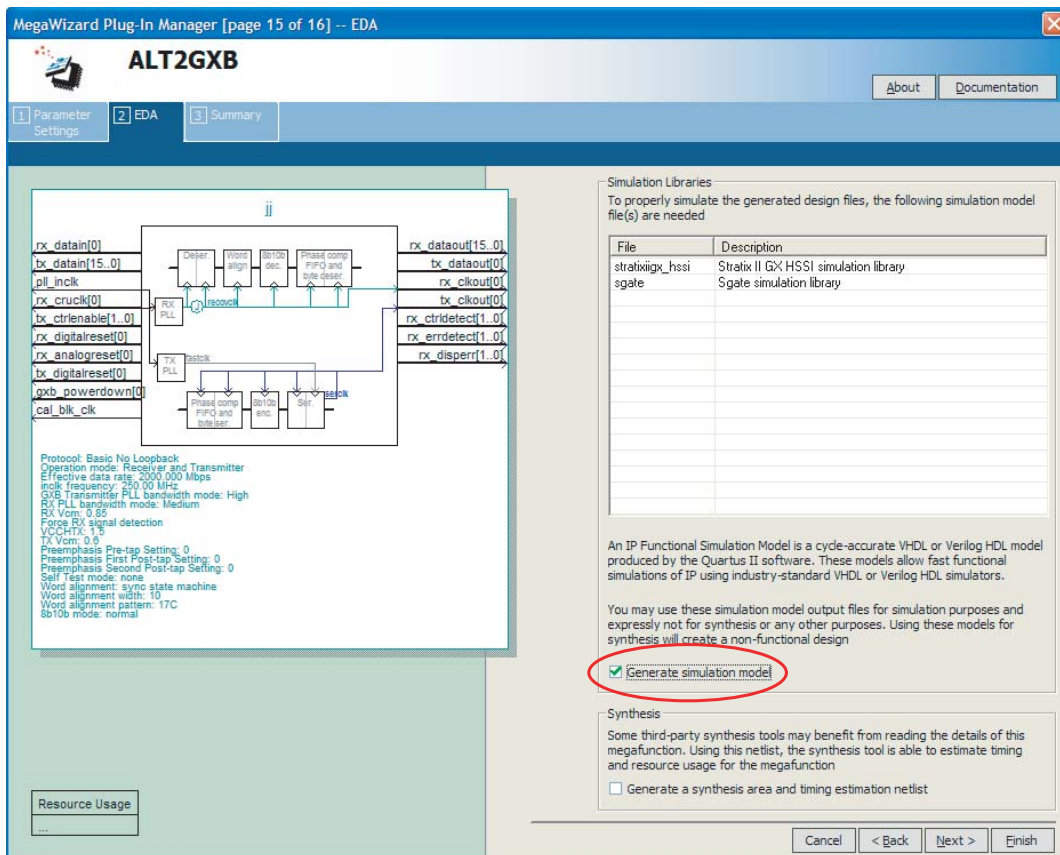 MegaWizard Plug-In Manager [page 15 of 16] -- EDA
ALT2GXB
About
Documentation
1 Parameter Settings
2 EDA
3 Summary
jj
rx_datain[0]
tx_datain[15..0]
pll_inclk
rx_cruclk[0]
tx_ctrlenable[1..0]
rx_digitalreset[0]
rx_analogreset[0]
tx_digitalreset[0]
gxb_powerdown[0]
cal_blk_clk
Deser.
Word align
8b10b dec.
Phase comp FIFO and byte deser.
RX PLL
recovclk
TX PLL
fastclk
Phase comp FIFO and byte ser.
8b10b enc.
Ser.
serclk
rx_dataout[15..0]
tx_dataout[0]
rx_clkout[0]
tx_clkout[0]
rx_ctrldetect[1..0]
rx_errdetect[1..0]
rx_disperr[1..0]
Protocol: Basic No Loopback
Operation mode: Receiver and Transmitter
Effective data rate: 2000.000 Mbps
inclk frequency: 250.00 MHz
GXB Transmitter PLL bandwidth mode: High
RX PLL bandwidth mode: Medium
RX Vcm: 0.85
Force RX signal detection
VCCHTX: 1.5
TX Vcm: 0.6
Preemphasis Pre-tap Setting: 0
Preemphasis First Post-tap Setting: 0
Preemphasis Second Post-tap Setting: 0
Self Test mode: none
Word alignment: sync state machine
Word alignment width: 10
Word alignment pattern: 17C
8b10b mode: normal
Resource Usage
...
Simulation Libraries
To properly simulate the generated design files, the following simulation model
file(s) are needed
File Description
stratixiigx_hssi Stratix II GX HSSI simulation library
sgate Sgate simulation library
An IP Functional Simulation Model is a cycle-accurate VHDL or Verilog HDL model
produced by the Quartus II software. These models allow fast functional
simulations of IP using industry-standard VHDL or Verilog HDL simulators.
You may use these simulation model output files for simulation purposes and
expressly not for synthesis or any other purposes. Using these models for
synthesis will create a non-functional design
Generate simulation model
Synthesis
Some third-party synthesis tools may benefit from reading the details of this
megafunction. Using this netlist, the synthesis tool is able to estimate timing
and resource usage for the megafunction
Generate a synthesis area and timing estimation netlist
Cancel
< Back
Next >
Finish